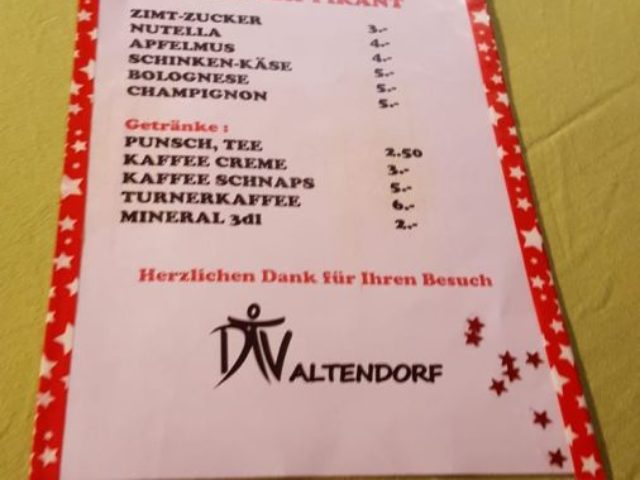 PIKANT
ZIMT-ZUCKER 3.-
NUTELLA 4.-
APFELMUS 4.-
SCHINKEN-KÄSE 5.-
BOLOGNESE 5.-
CHAMPIGNON 5.-
Getränke :
PUNSCH, TEE 2.50
KAFFEE CREME 3.-
KAFFEE SCHNAPS 5.-
TURNERKAFFEE 6.-
MINERAL 3dl 2.-
Herzlichen Dank für Ihren Besuch
DTV ALTENDORF